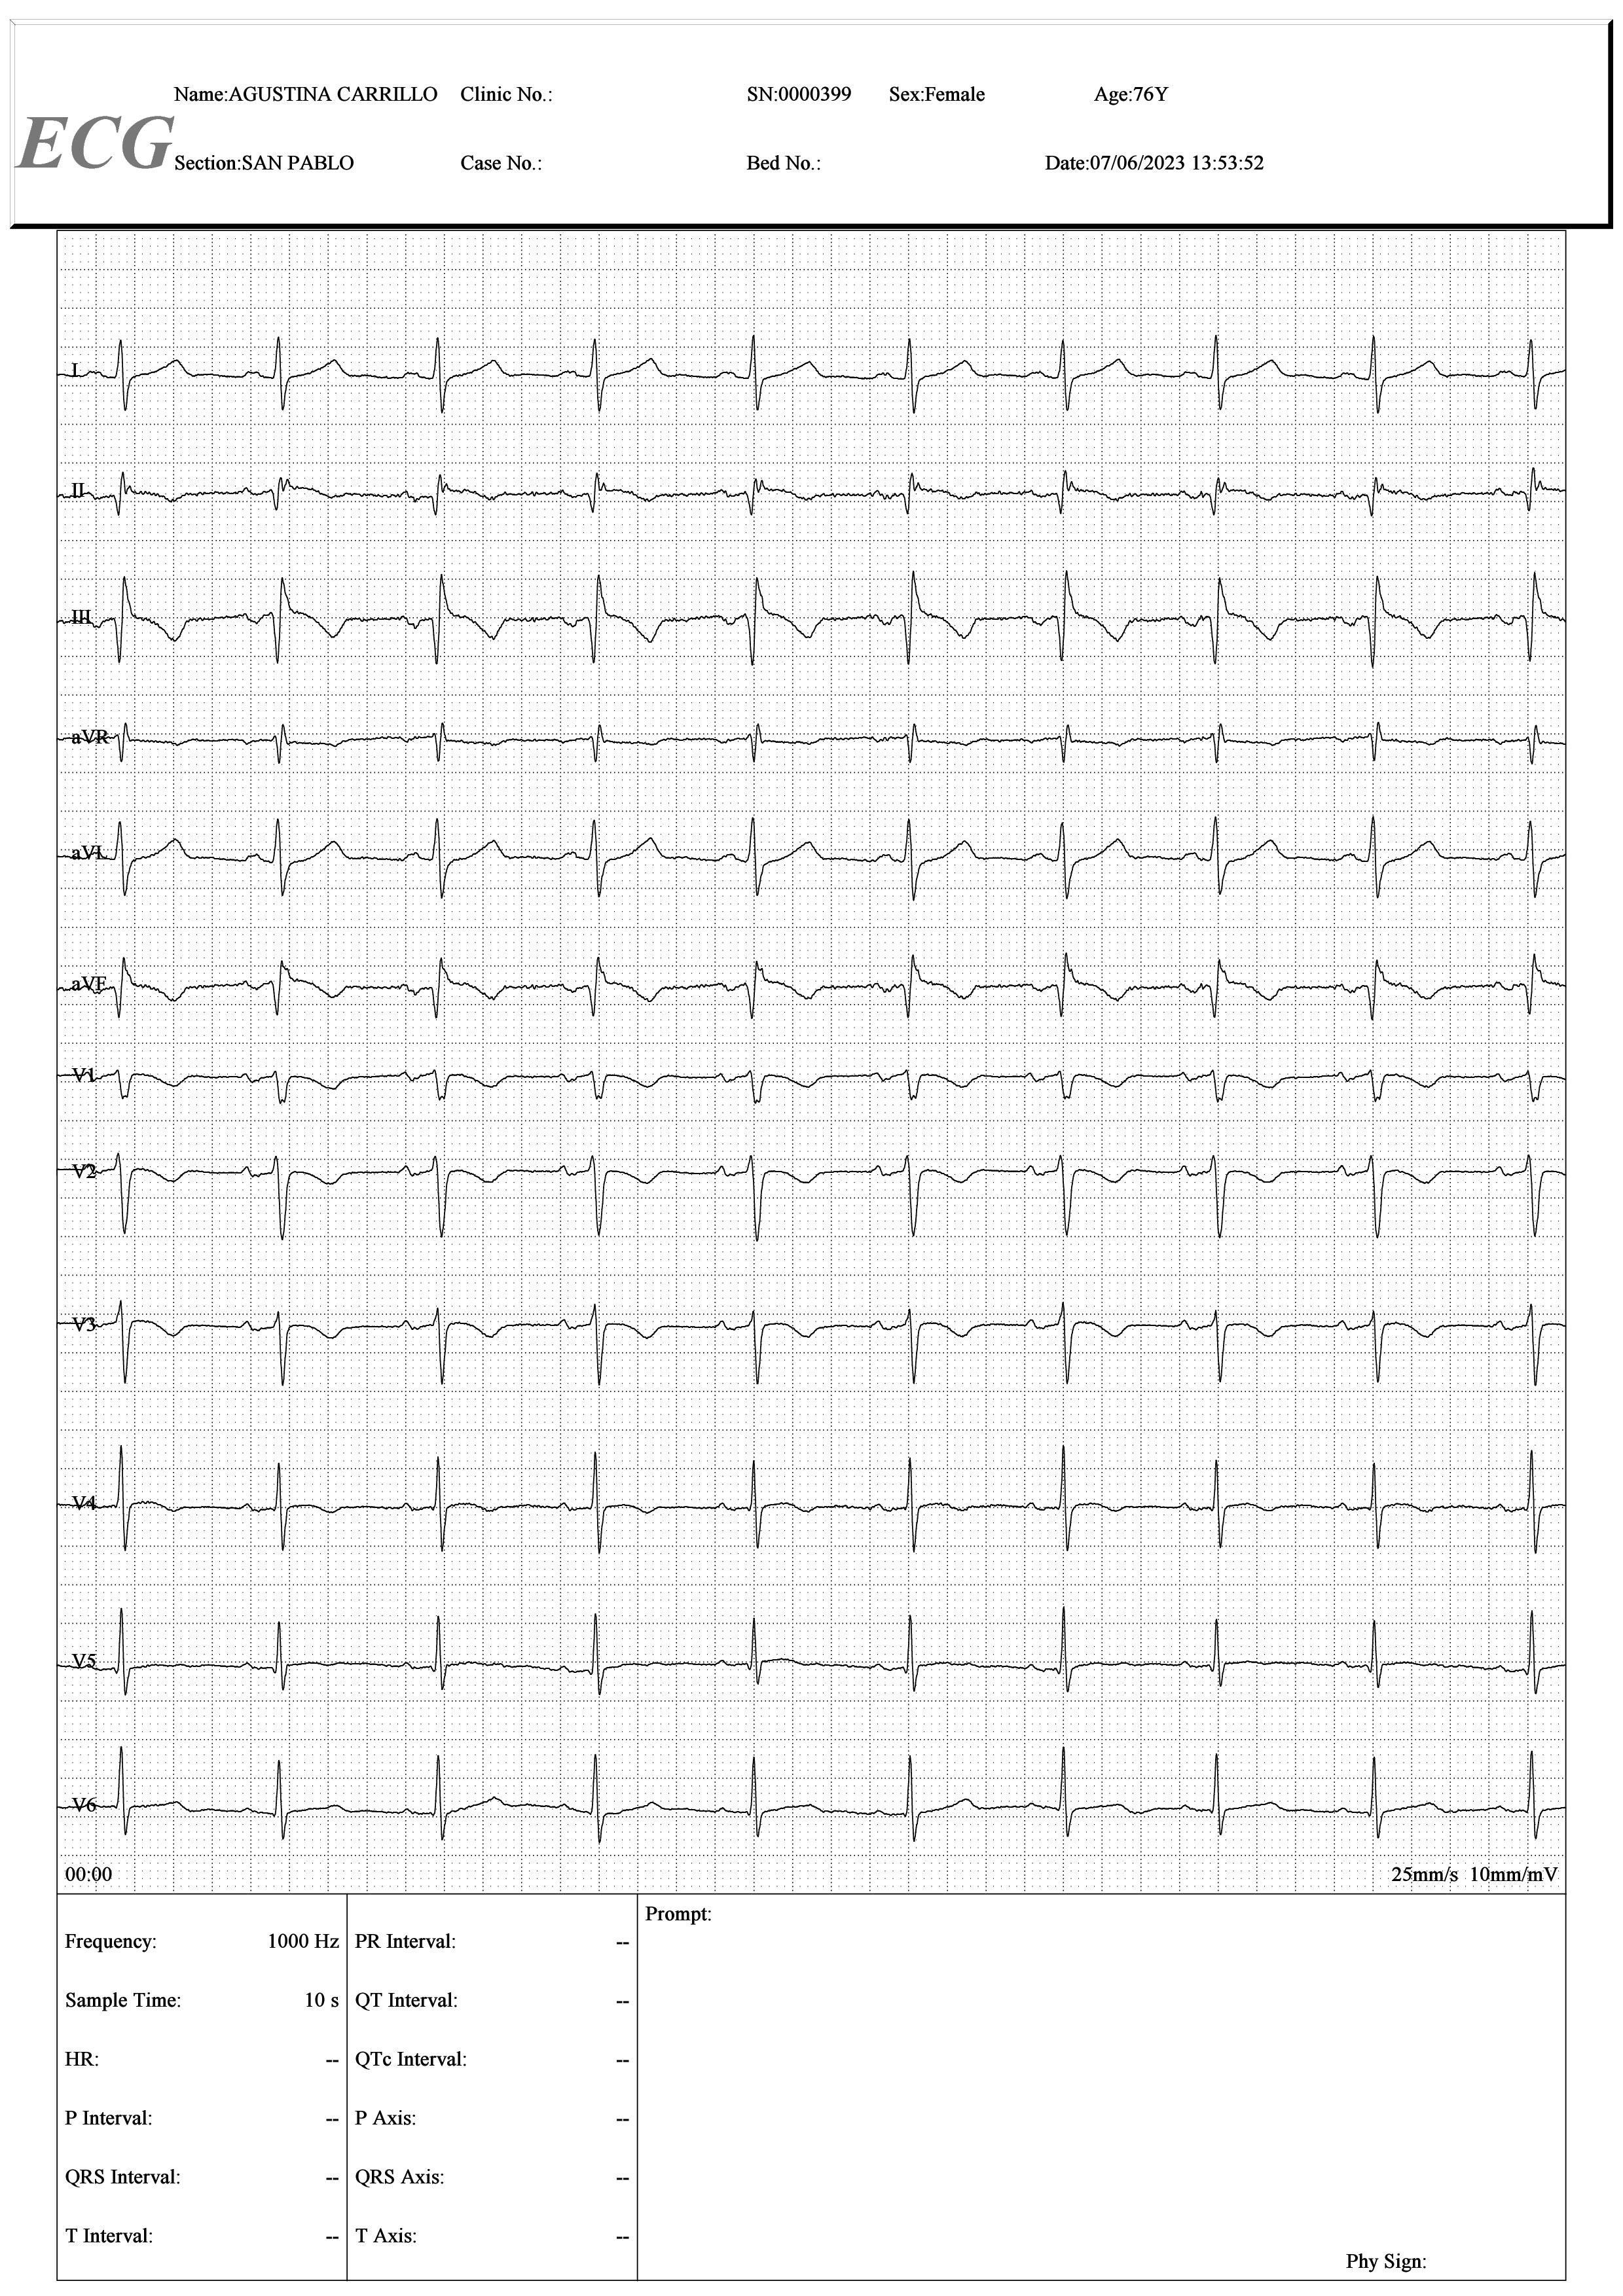 ECG
Name:AGUSTINA CARRILLO Clinic No.: SN:0000399 Sex:Female Age:76Y
Section:SAN PABLO Case No.: Bed No.: Date:07/06/2023 13:53:52
I
II
III
aVR
aVL
aVF
V1
V2
V3
V4
V5
V6
00:00 25mm/s 10mm/mV
Frequency: 1000 Hz PR Interval: -- Prompt:
Sample Time: 10 s QT Interval: --
HR: -- QTc Interval: --
P Interval: -- P Axis: --
QRS Interval: -- QRS Axis: --
T Interval: -- T Axis: --
Phy Sign: